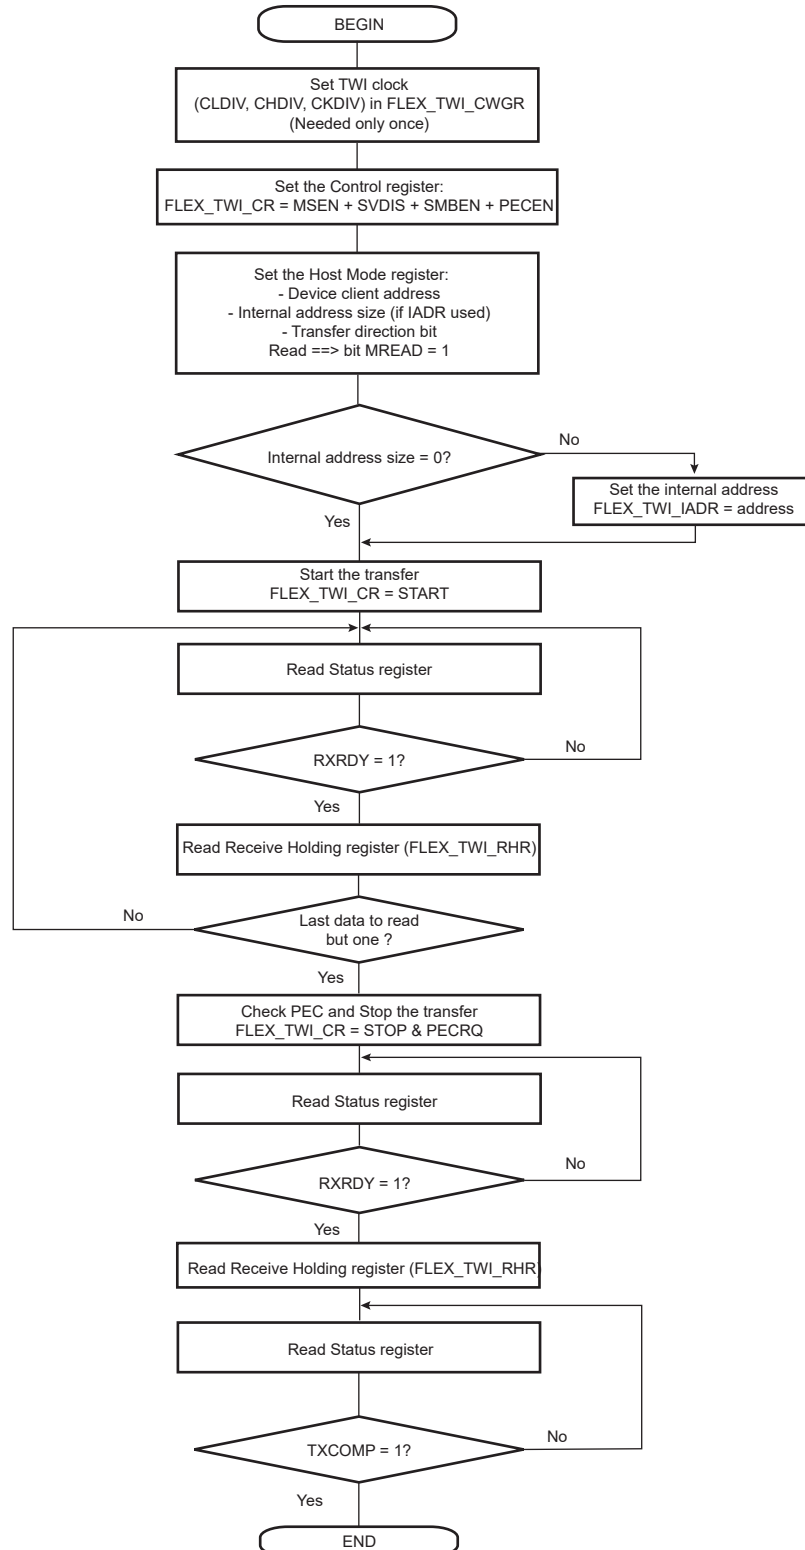 BEGIN
Set TWI clock
(CLDIV, CHDIV, CKDIV) in FLEX_TWI_CWGR
(Needed only once)
Set the Control register:
FLEX_TWI_CR = MSEN + SVDIS + SMBEN + PECEN
Set the Host Mode register:
- Device client address
- Internal address size (if IADR used)
- Transfer direction bit
Read ==> bit MREAD = 1
Internal address size = 0?
No
Set the internal address
FLEX_TWI_IADR = address
Yes
Start the transfer
FLEX_TWI_CR = START
Read Status register
RXRDY = 1?
No
Yes
Read Receive Holding register (FLEX_TWI_RHR)
Last data to read
but one ?
No
Yes
Check PEC and Stop the transfer
FLEX_TWI_CR = STOP & PECRQ
Read Status register
RXRDY = 1?
No
Yes
Read Receive Holding register (FLEX_TWI_RHR)
Read Status register
TXCOMP = 1?
No
Yes
END